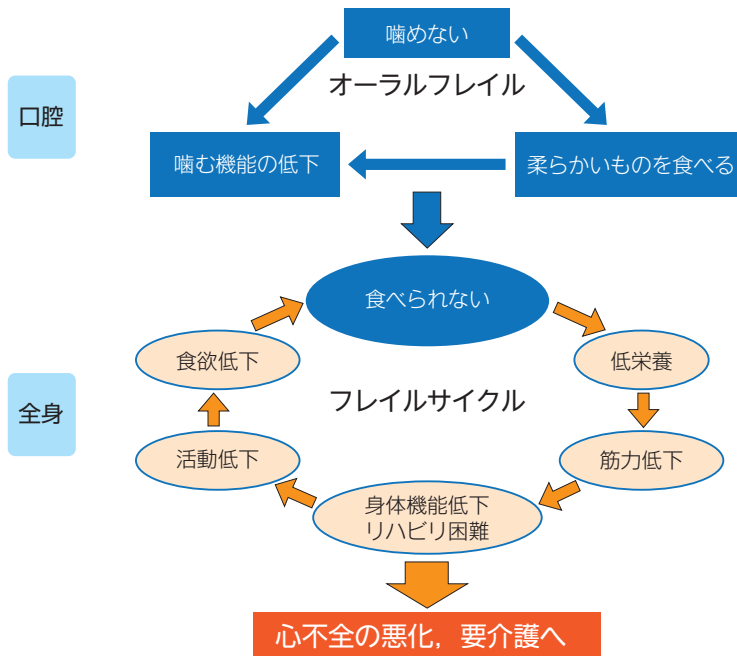 噛めない
オーラルフレイル
口腔
噛む機能の低下
柔らかいものを食べる
食べられない
食欲低下
低栄養
フレイルサイクル
全身
活動低下
筋力低下
身体機能低下
リハビリ困難
心不全の悪化，要介護へ